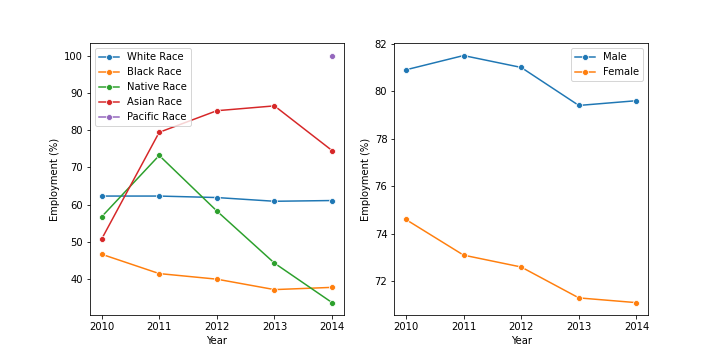 White Race
Black Race
Native Race
Asian Race
Pacific Race
100
90
80
70
60
50
40
Employment (%)
2010 2011 2012 2013 2014
Year
Male
Female
82
80
78
76
74
72
Employment (%)
2010 2011 2012 2013 2014
Year